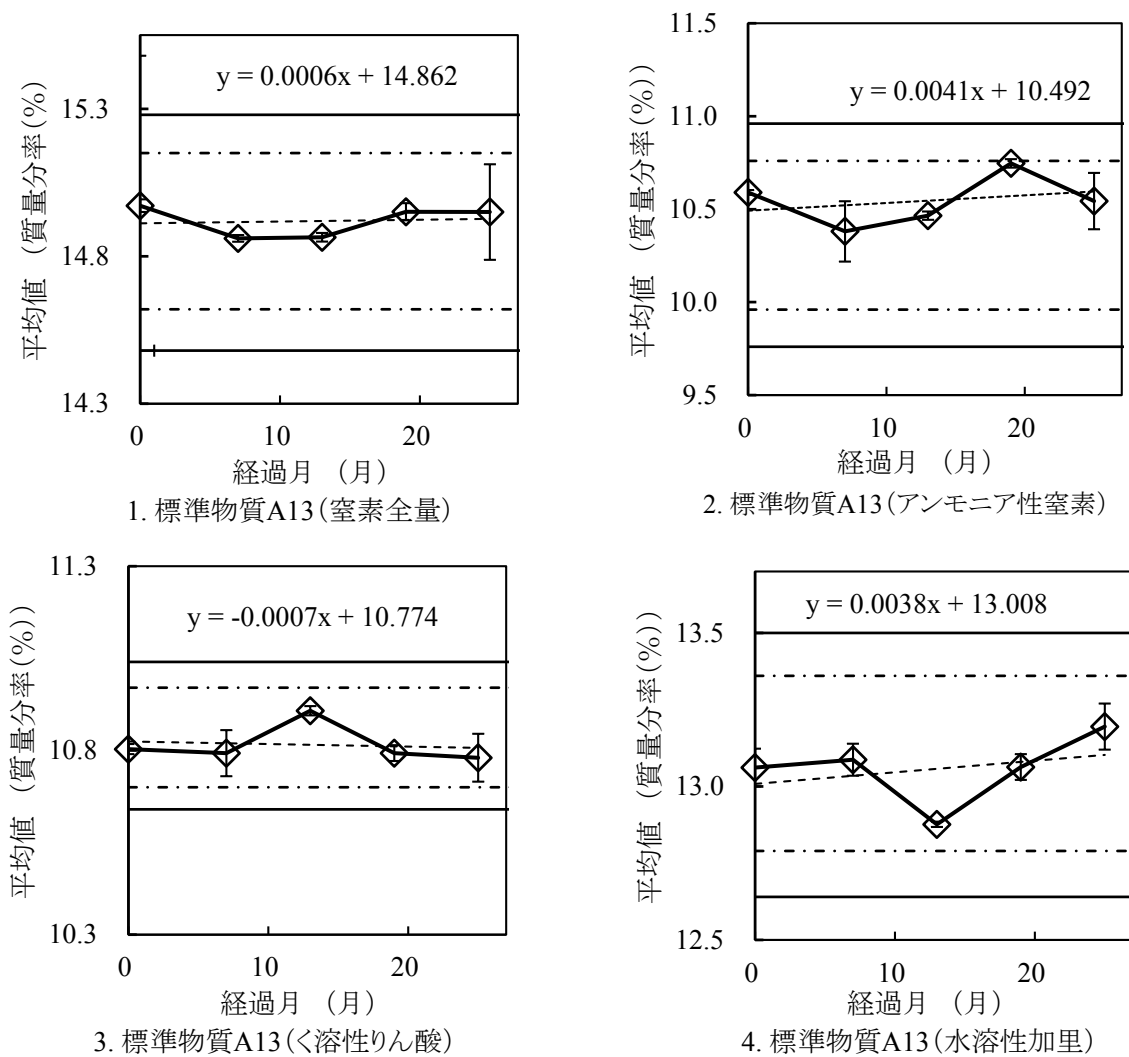 平均値 (質量分率(%))
y = 0.0006x + 14.862
15.3
14.8
14.3
0
10
20
経過月 (月)
1. 標準物質A13(窒素全量)
平均値 (質量分率(%))
y = 0.0041x + 10.492
11.5
11.0
10.5
10.0
9.5
0
10
20
経過月 (月)
2. 標準物質A13(アンモニア性窒素)
平均値 (質量分率(%))
y = -0.0007x + 10.774
11.3
10.8
10.3
0
10
20
経過月 (月)
3. 標準物質A13(く溶性りん酸)
平均値 (質量分率(%))
y = 0.0038x + 13.008
13.5
13.0
12.5
0
10
20
経過月 (月)
4. 標準物質A13(水溶性加里)